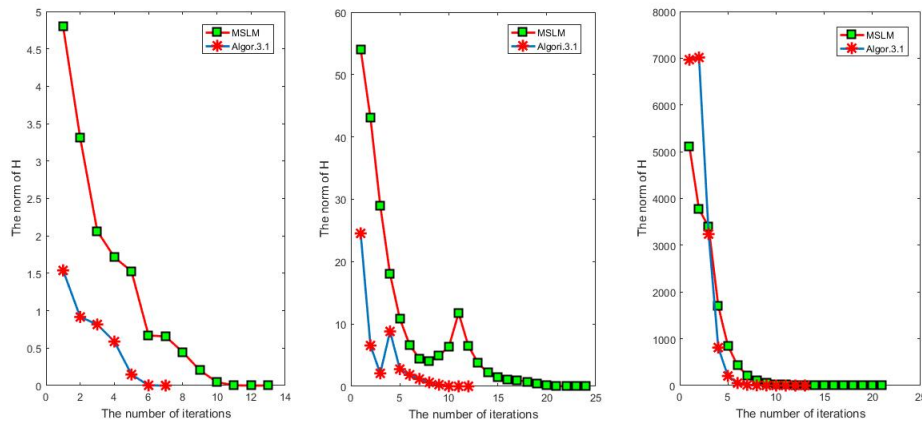 5
4.5
4
3.5
3
2.5
2
1.5
1
0.5
0
0 2 4 6 8 10 12 14
The norm of H
The number of iterations
MSLM
Algor.3.1
60
50
40
30
20
10
0
0 5 10 15 20 25
The norm of H
The number of iterations
MSLM
Algori.3.1
8000
7000
6000
5000
4000
3000
2000
1000
0
0 5 10 15 20 25
The norm of H
The number of iterations
MSLM
Algor.3.1